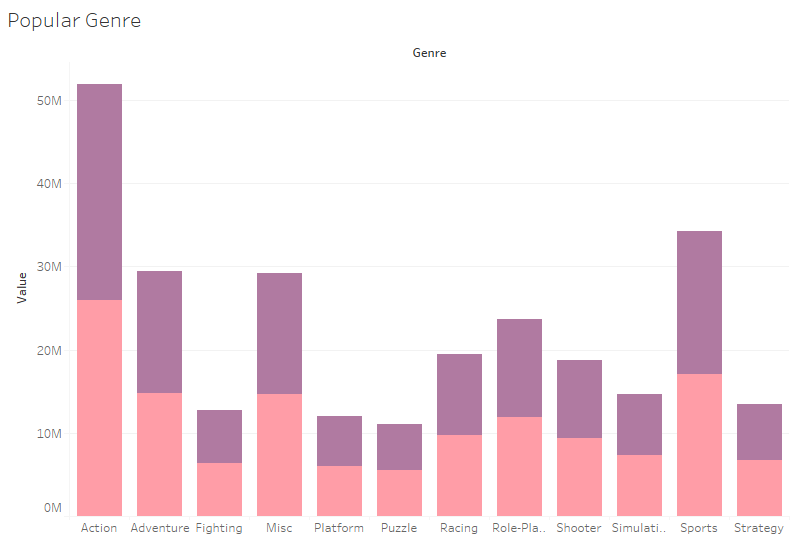 Popular Genre
Genre
Value
50M
40M
30M
20M
10M
0M
Action Adventure Fighting Misc Platform Puzzle Racing Role-Pla.. Shooter Simulati.. Sports Strategy